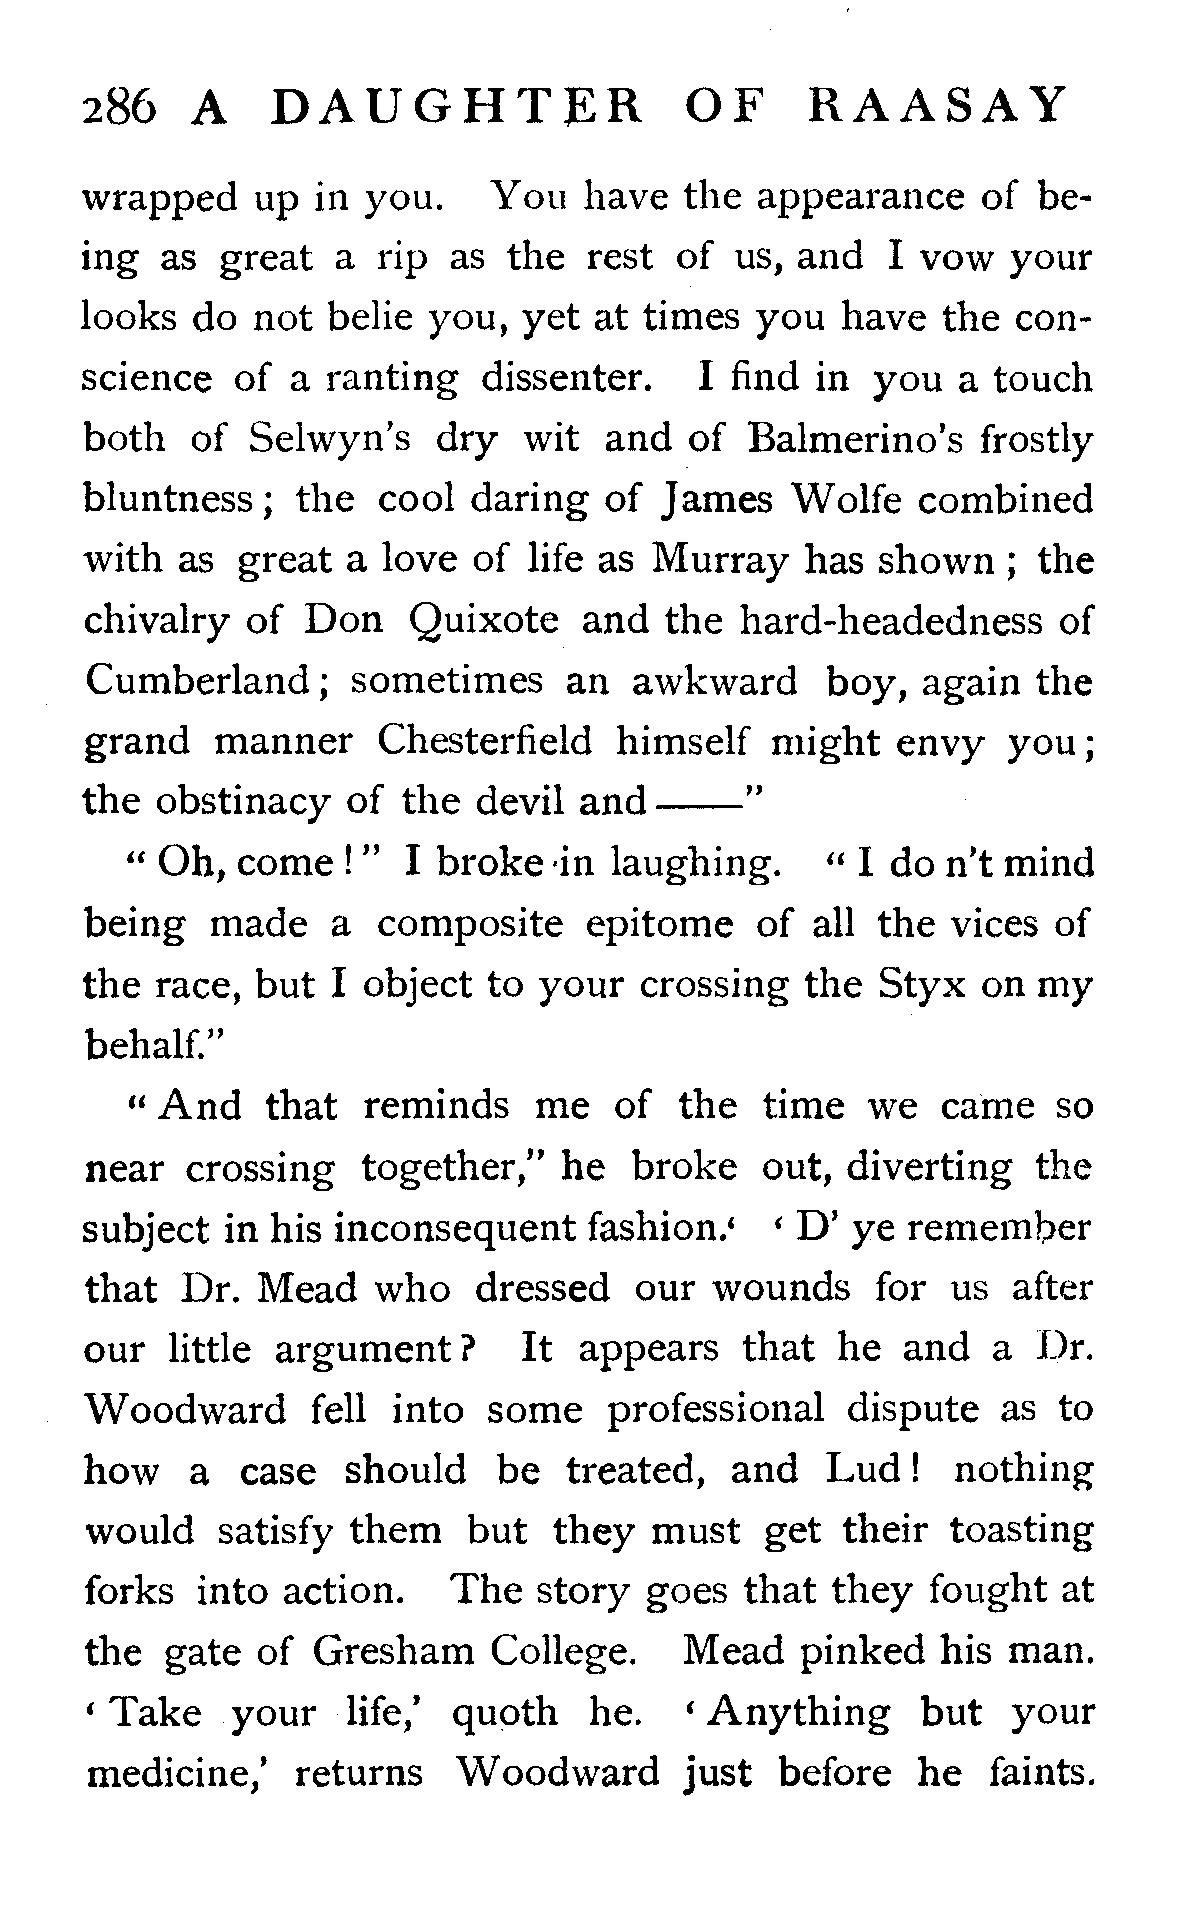 286 A DAUGHTER OF RAASAY
wrapped up in you. You have the appearance of be-
ing as great a rip as the rest of us, and I vow your
looks do not belie you, yet at times you have the con-
science of a ranting dissenter. I find in you a touch
both of Selwyn's dry wit and of Balmerino's frostly
bluntness ; the cool daring of James Wolfe combined
with as great a love of life as Murray has shown ; the
chivalry of Don Quixote and the hard-headedness of
Cumberland ; sometimes an awkward boy, again the
grand manner Chesterfield himself might envy you ;
the obstinacy of the devil and ——"
" Oh, come ! " I broke in laughing. " I do n't mind
being made a composite epitome of all the vices of
the race, but I object to your crossing the Styx on my
behalf."
" And that reminds me of the time we came so
near crossing together," he broke out, diverting the
subject in his inconsequent fashion.‘ ‘ D' ye remember
that Dr. Mead who dressed our wounds for us after
our little argument ? It appears that he and a Dr.
Woodward fell into some professional dispute as to
how a case should be treated, and Lud ! nothing
would satisfy them but they must get their toasting
forks into action. The story goes that they fought at
the gate of Gresham College. Mead pinked his man.
‘ Take your life,’ quoth he. ‘ Anything but your
medicine,’ returns Woodward just before he faints.